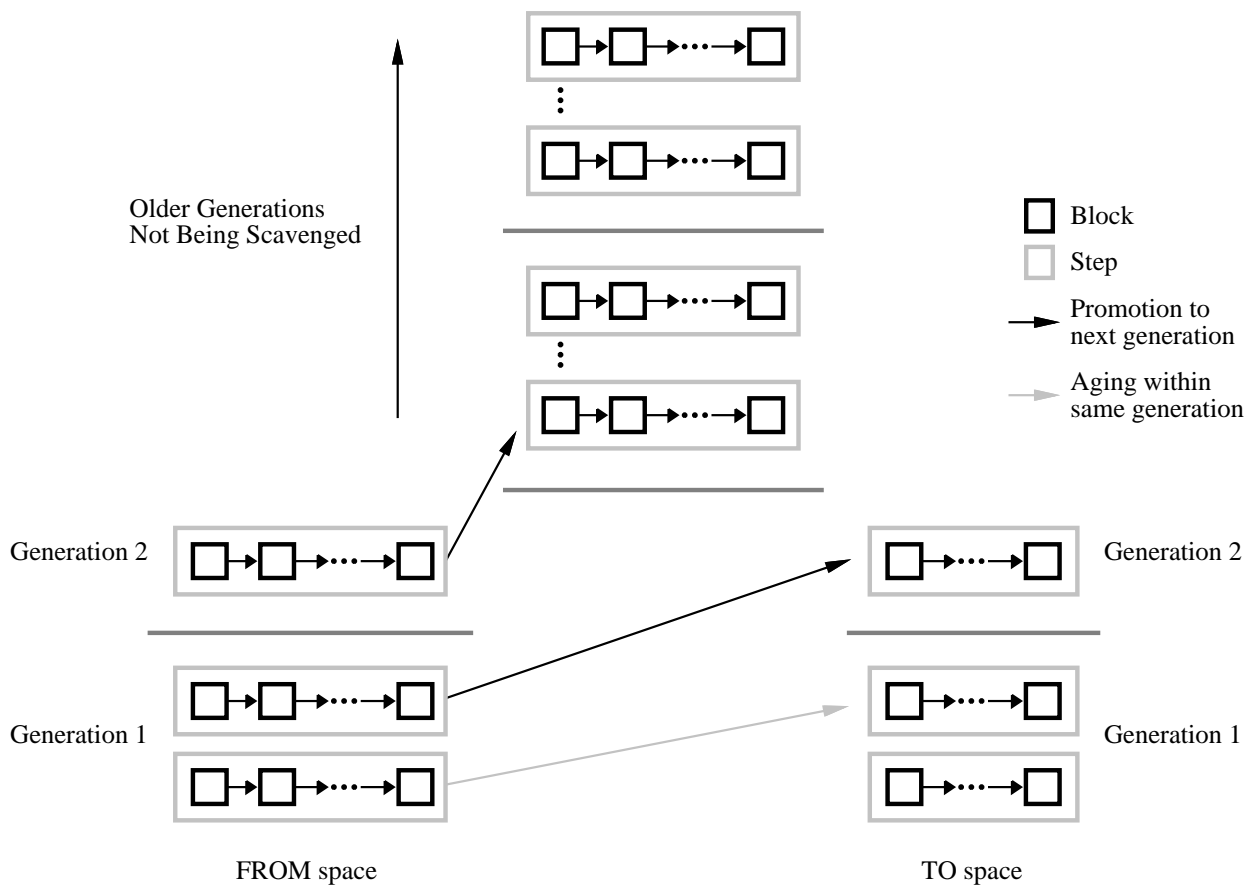 Older Generations
Not Being Scavenged
Block
Step
Promotion to
next generation
Aging within
same generation
Generation 2
Generation 2
Generation 1
Generation 1
FROM space
TO space